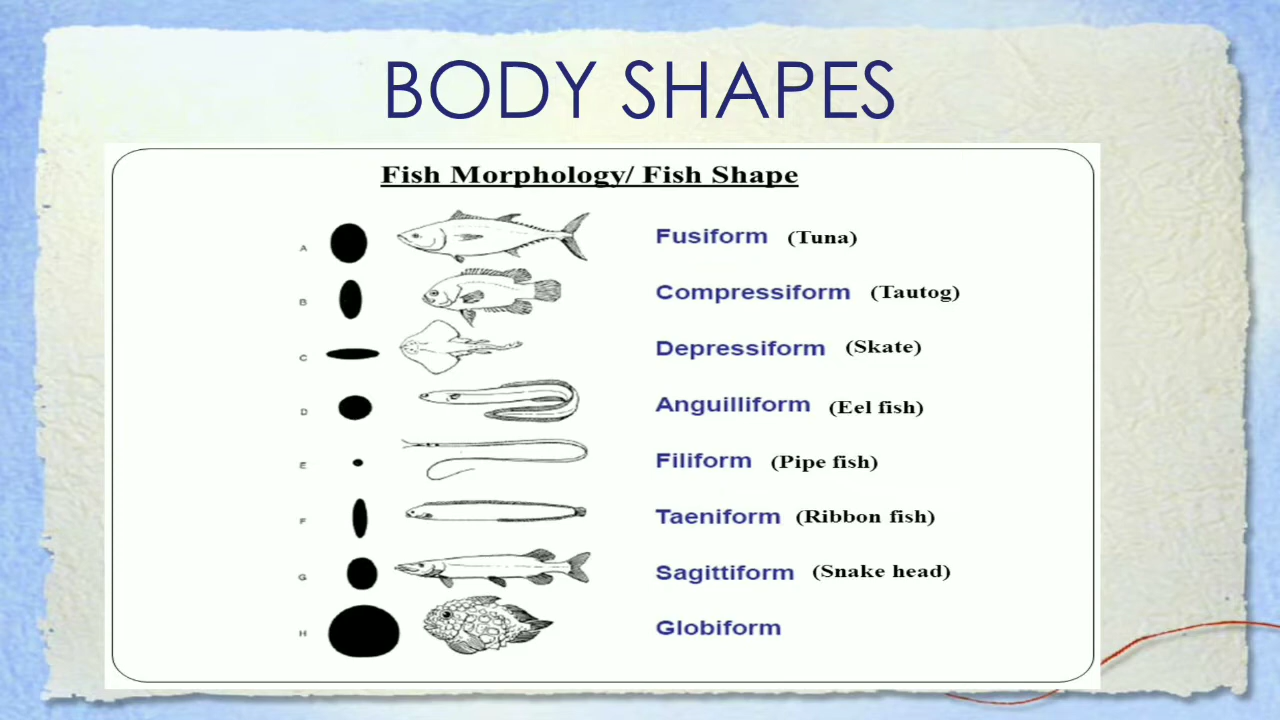 BODY SHAPES
Fish Morphology/ Fish Shape
A Fusiform (Tuna)
B Compressiform (Tautog)
C Depressiform (Skate)
D Anguilliform (Eel fish)
E Filiform (Pipe fish)
F Taeniform (Ribbon fish)
G Sagittiform (Snake head)
H Globiform